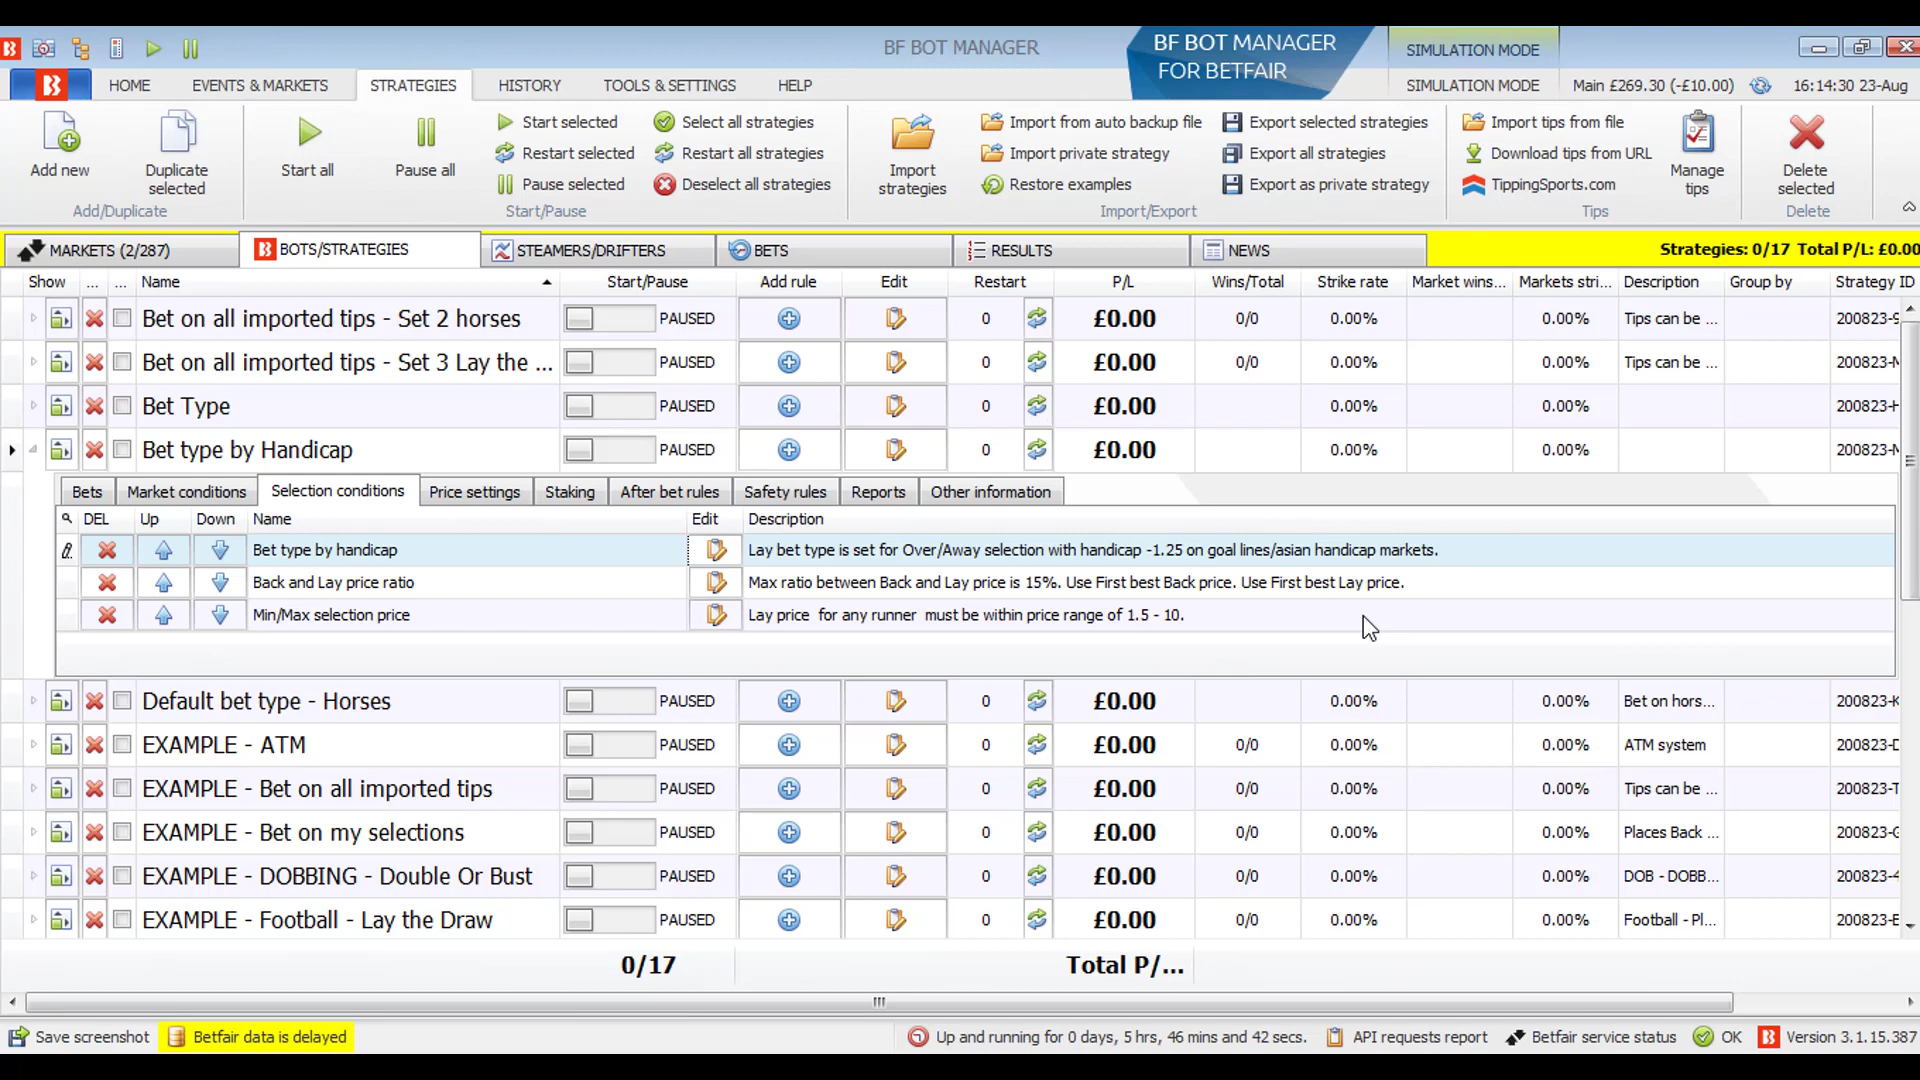 BF BOT MANAGER
BF BOT MANAGER
FOR BETFAIR
SIMULATION MODE
HOME EVENTS & MARKETS STRATEGIES HISTORY TOOLS & SETTINGS HELP
SIMULATION MODE Main £269.30 (-£10.00) 16:14:30 23-Aug
Add new
Duplicate selected
Add/Duplicate
Start all
Pause all
Start selected
Restart selected
Pause selected
Select all strategies
Restart all strategies
Deselect all strategies
Start/Pause
Import strategies
Import from auto backup file
Import private strategy
Restore examples
Export selected strategies
Export all strategies
Export as private strategy
Import/Export
Import tips from file
Download tips from URL
TippingSports.com
Manage tips
Tips
Delete selected
Delete
MARKETS (2/287) BOTS/STRATEGIES STEAMERS/DRIFTERS BETS RESULTS NEWS
Strategies: 0/17 Total P/L: £0.00
Show ... ... Name Start/Pause Add rule Edit Restart P/L Wins/Total Strike rate Market wins... Markets stri... Description Group by Strategy ID
Bet on all imported tips - Set 2 horses PAUSED 0 £0.00 0/0 0.00% 0.00% Tips can be ... 200823-9
Bet on all imported tips - Set 3 Lay the ... PAUSED 0 £0.00 0/0 0.00% 0.00% Tips can be ... 200823-M
Bet Type PAUSED 0 £0.00 0.00% 0.00% 200823-H
Bet type by Handicap PAUSED 0 £0.00 0.00% 0.00% 200823-M
Bets Market conditions Selection conditions Price settings Staking After bet rules Safety rules Reports Other information
DEL Up Down Name Edit Description
Bet type by handicap Lay bet type is set for Over/Away selection with handicap -1.25 on goal lines/asian handicap markets.
Back and Lay price ratio Max ratio between Back and Lay price is 15%. Use First best Back price. Use First best Lay price.
Min/Max selection price Lay price for any runner must be within price range of 1.5 - 10.
Default bet type - Horses PAUSED 0 £0.00 0.00% 0.00% Bet on hors... 200823-K
EXAMPLE - ATM PAUSED 0 £0.00 0/0 0.00% 0.00% ATM system 200823-D
EXAMPLE - Bet on all imported tips PAUSED 0 £0.00 0/0 0.00% 0.00% Tips can be ... 200823-T
EXAMPLE - Bet on my selections PAUSED 0 £0.00 0/0 0.00% 0.00% Places Back ... 200823-G
EXAMPLE - DOBBING - Double Or Bust PAUSED 0 £0.00 0/0 0.00% 0.00% DOB - DOBB... 200823-4
EXAMPLE - Football - Lay the Draw PAUSED 0 £0.00 0/0 0.00% 0.00% Football - Pl... 200823-E
0/17 Total P/...
Save screenshot Betfair data is delayed Up and running for 0 days, 5 hrs, 46 mins and 42 secs. API requests report Betfair service status OK Version 3.1.15.387